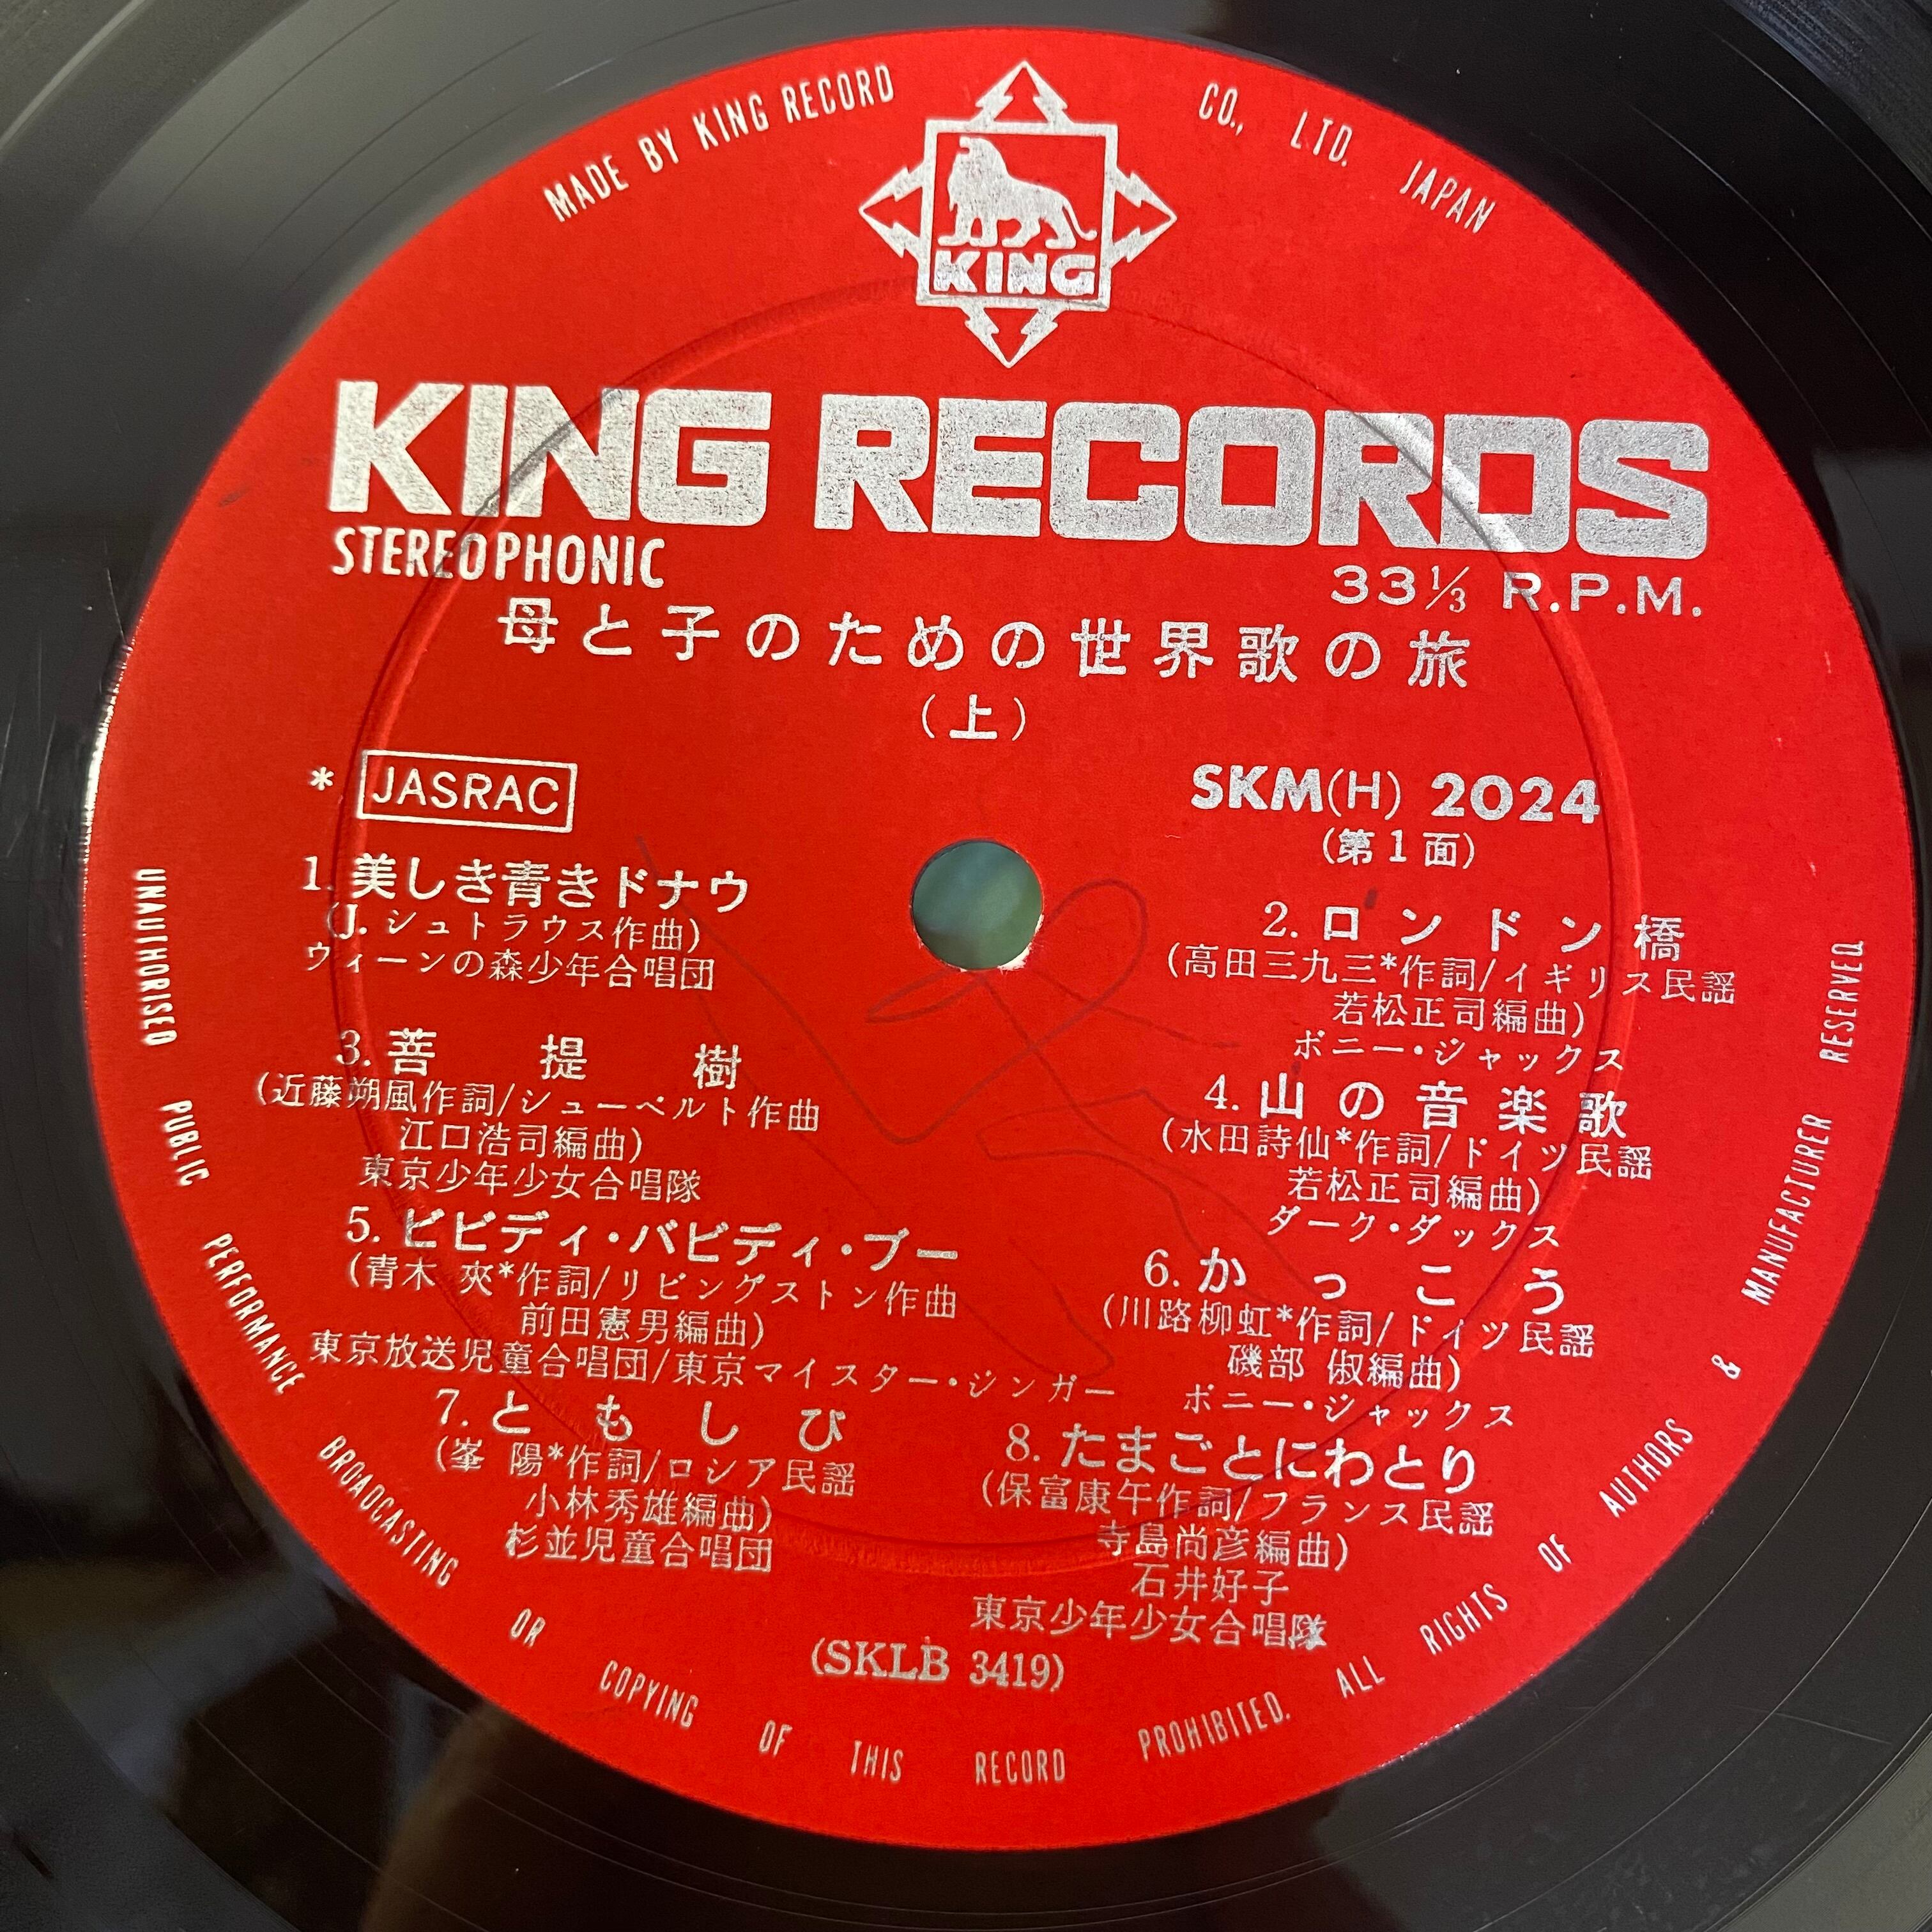 MADE BY KING RECORD CO., LTD. JAPAN
KING
KING RECORDS
STEREOPHONIC
33⅓ R.P.M.
母と子のための世界歌の旅
(上)
* JASRAC
SKM(H) 2024
(第1面)
1. 美しき青きドナウ
(J. シュトラウス作曲)
ウィーンの森少年合唱団
2. ロンドン橋
(高田三九三*作詞/イギリス民謡
若松正司編曲)
ボニー・ジャックス
3. 菩提樹
(近藤朔風作詞/シューベルト作曲
江口浩司編曲)
東京少年少女合唱隊
4. 山の音楽歌
(水田詩仙*作詞/ドイツ民謡
若松正司編曲)
ダーク・ダックス
5. ビビディ・バビディ・ブー
(青木 爽*作詞/リビングストン作曲
前田憲男編曲)
東京放送児童合唱団/東京マイスター・ジンガー
6. かっこう
(川路柳虹*作詞/ドイツ民謡
磯部 俶編曲)
ボニー・ジャックス
7. ともしび
(峯 陽*作詞/ロシア民謡
小林秀雄編曲)
杉並児童合唱団
8. たまごとにわとり
(保富康午作詞/フランス民謡
寺島尚彦編曲)
石井好子
東京少年少女合唱隊
(SKLB 3419)
UNAUTHORISED PUBLIC PERFORMANCE BROADCASTING OR COPYING OF THIS RECORD PROHIBITED. ALL RIGHTS OF AUTHORS & MANUFACTURER RESERVED